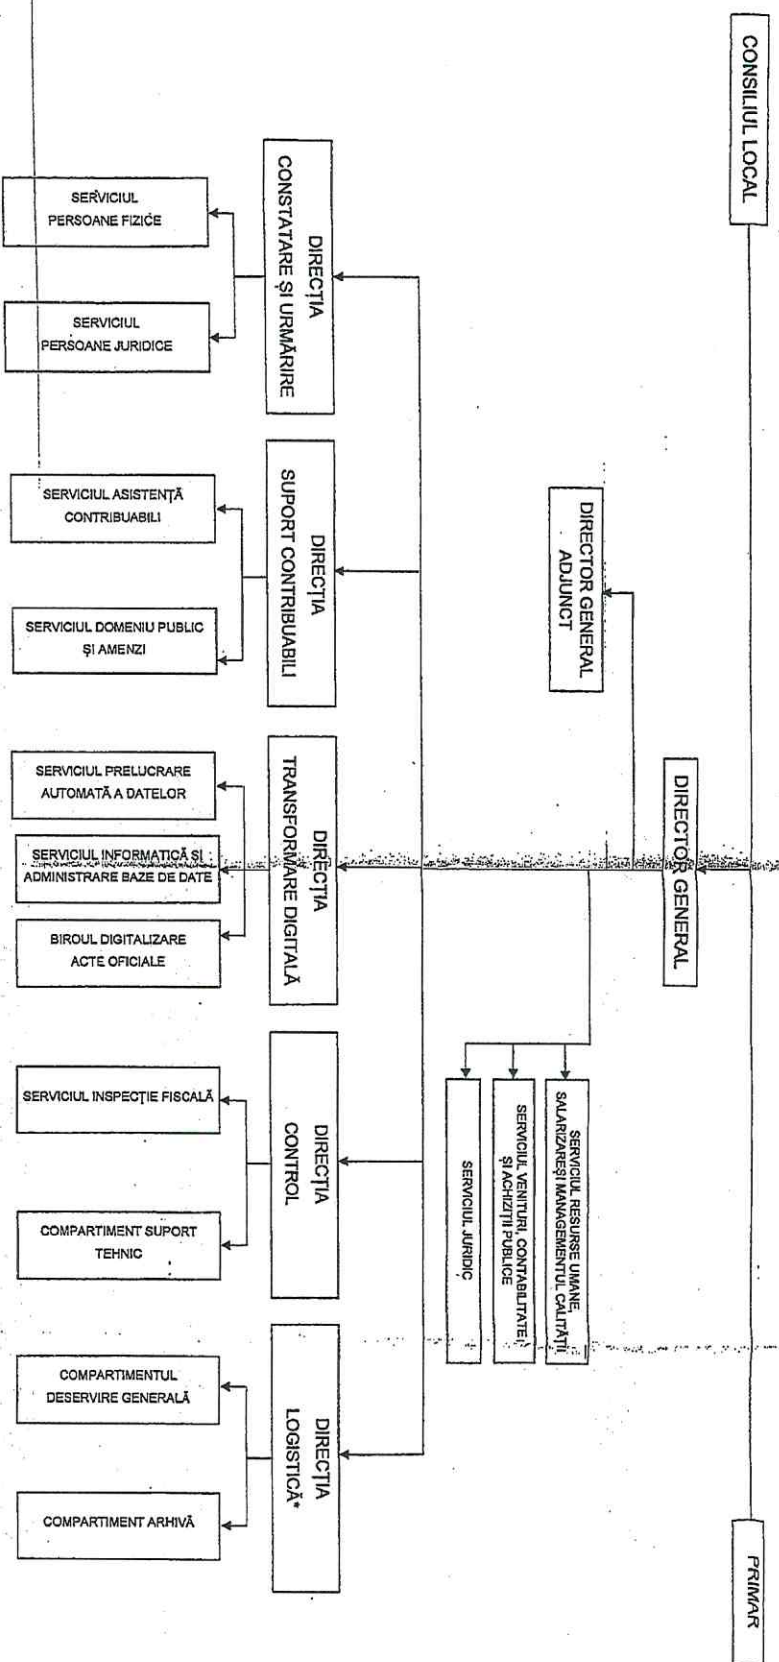 CONSILIUL LOCAL
PRIMAR
DIRECTOR GENERAL
DIRECTOR GENERAL
ADJUNCT
SERVICIUL RESURSE UMANE,
SALARIZAREȘI MANAGEMENTUL CALITĂȚII
SERVICIUL VENITURI, CONTABILITATE
ȘI ACHIZIȚII PUBLICE
SERVICIUL JURIDIC
DIRECȚIA
CONSTATARE ȘI URMĂRIRE
DIRECȚIA
SUPORT CONTRIBUABILI
DIRECȚIA
TRANSFORMARE DIGITALĂ
DIRECȚIA
CONTROL
DIRECȚIA
LOGISTICĂ*
SERVICIUL
PERSOANE FIZICE
SERVICIUL
PERSOANE JURIDICE
SERVICIUL ASISTENȚĂ
CONTRIBUABILI
SERVICIUL DOMENIU PUBLIC
ȘI AMENZI
SERVICIUL PRELUCRARE
AUTOMATĂ A DATELOR
SERVICIUL INFORMATICĂ ȘI
ADMINISTRARE BAZE DE DATE
BIROUL DIGITALIZARE
ACTE OFICIALE
SERVICIUL INSPECȚIE FISCALĂ
COMPARTIMENT SUPORT
TEHNIC
COMPARTIMENTUL
DESERVIRE GENERALĂ
COMPARTIMENT ARHIVĂ